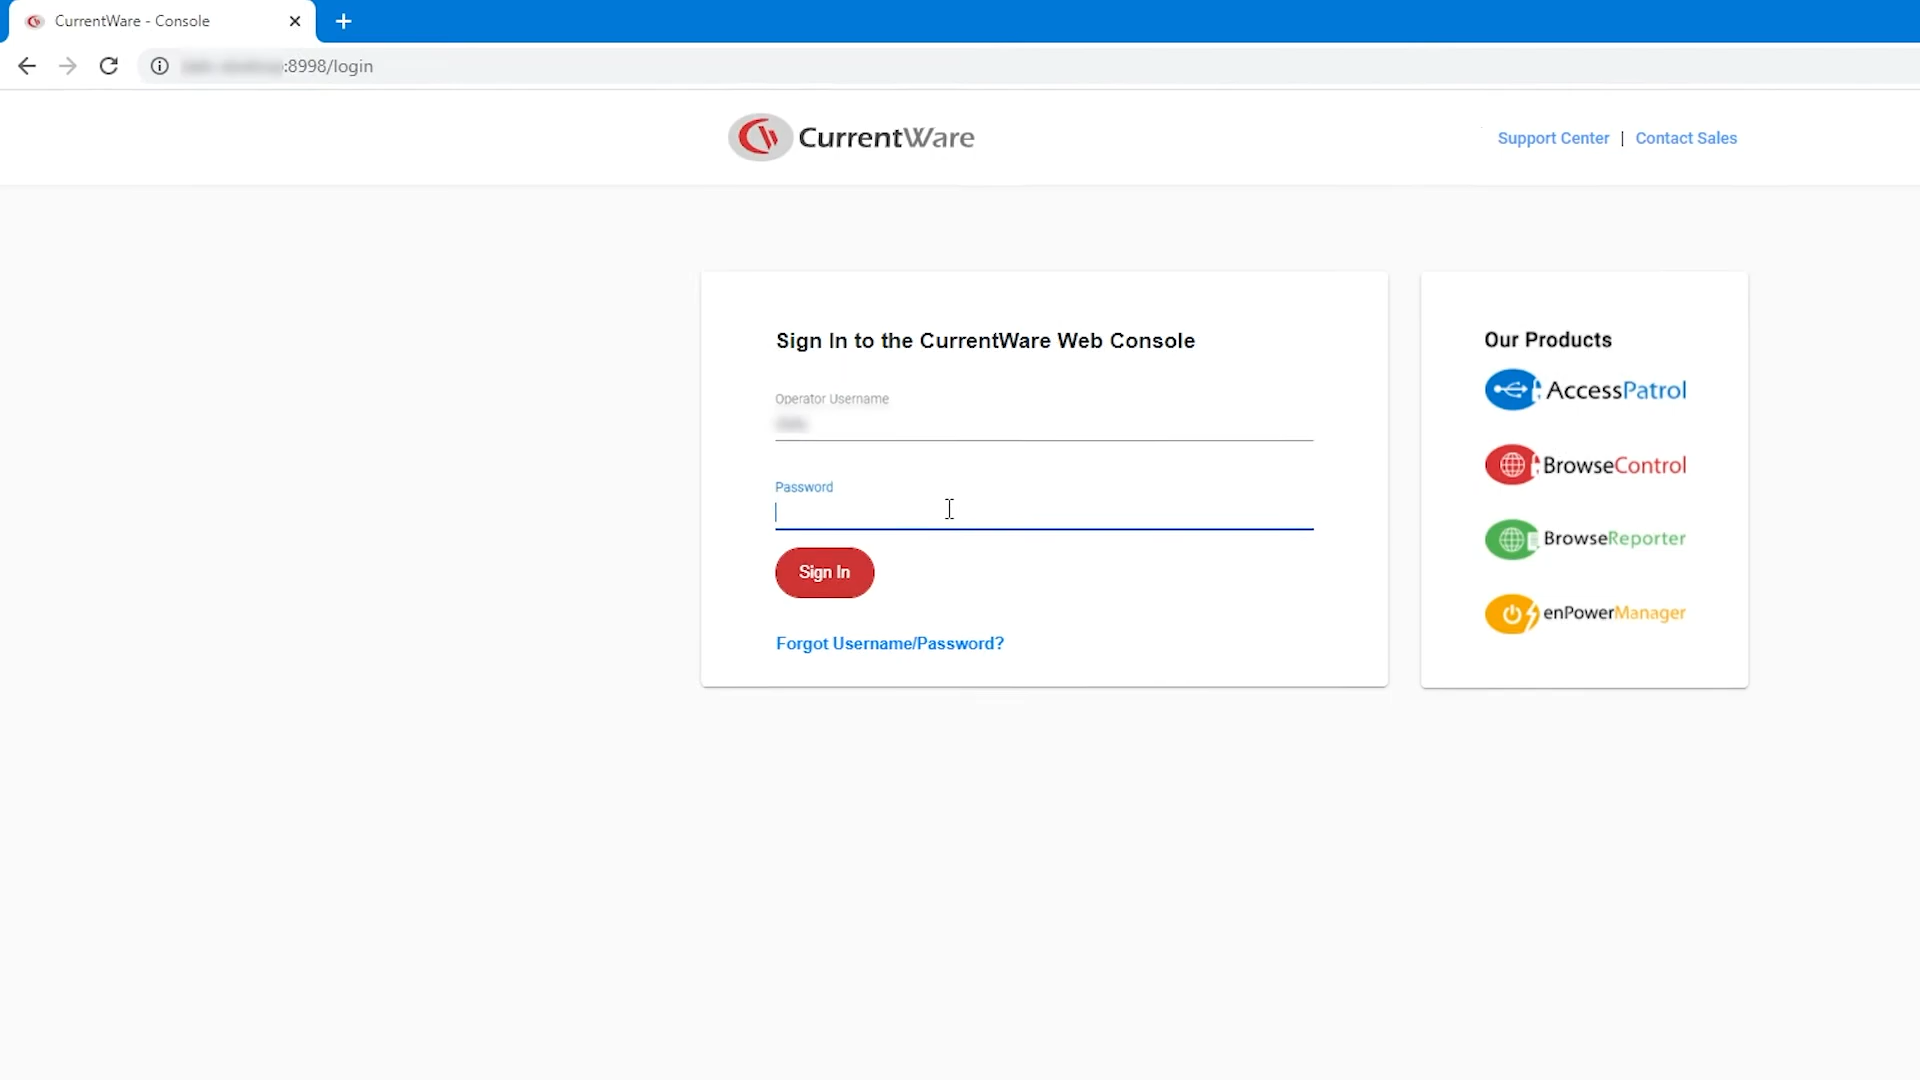 CurrentWare - Console
:8998/login
CurrentWare
Support Center | Contact Sales
Sign In to the CurrentWare Web Console
Operator Username
Password
Sign In
Forgot Username/Password?
Our Products
AccessPatrol
BrowseControl
BrowseReporter
enPowerManager